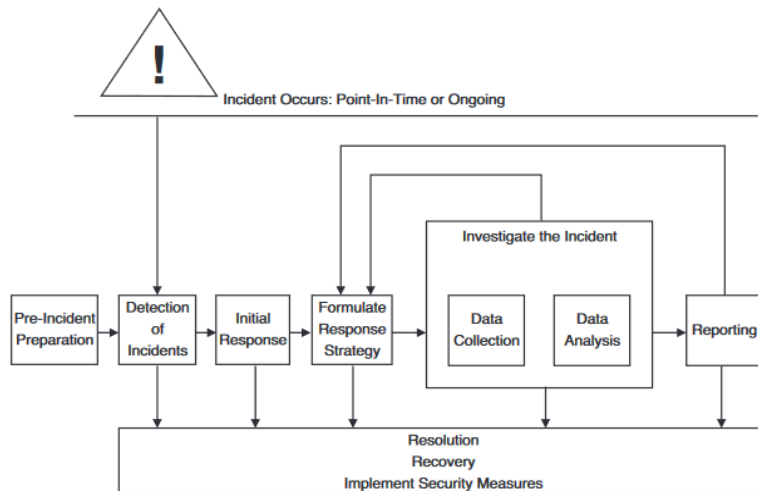 !
Incident Occurs: Point-In-Time or Ongoing
Investigate the Incident
Pre-Incident
Preparation
Detection
of
Incidents
Initial
Response
Formulate
Response
Strategy
Data
Collection
Data
Analysis
Reporting
Resolution
Recovery
Implement Security Measures